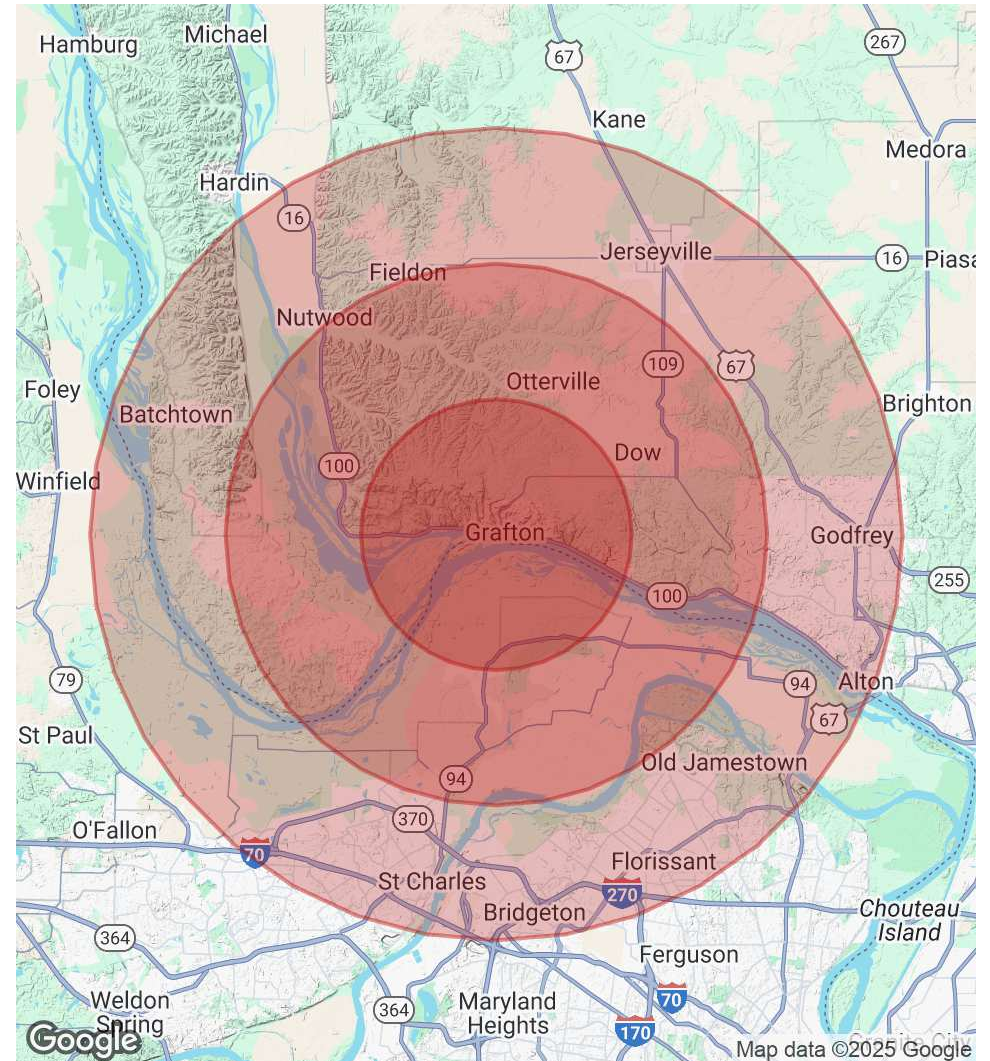 Hamburg
Michael
267
67
Kane
Medora
Hardin
16
Jerseyville
16
Fieldon
Nutwood
109
67
Otterville
Foley
Batchtown
Brighton
Dow
100
Winfield
Grafton
Godfrey
255
100
79
94
Alton
67
St Paul
Old Jamestown
94
370
O'Fallon
70
Florissant
St Charles
270
Bridgeton
Chouteau
Island
364
Ferguson
Weldon
Spring
364
Maryland
Heights
70
170
Google
Map data ©2025 Google